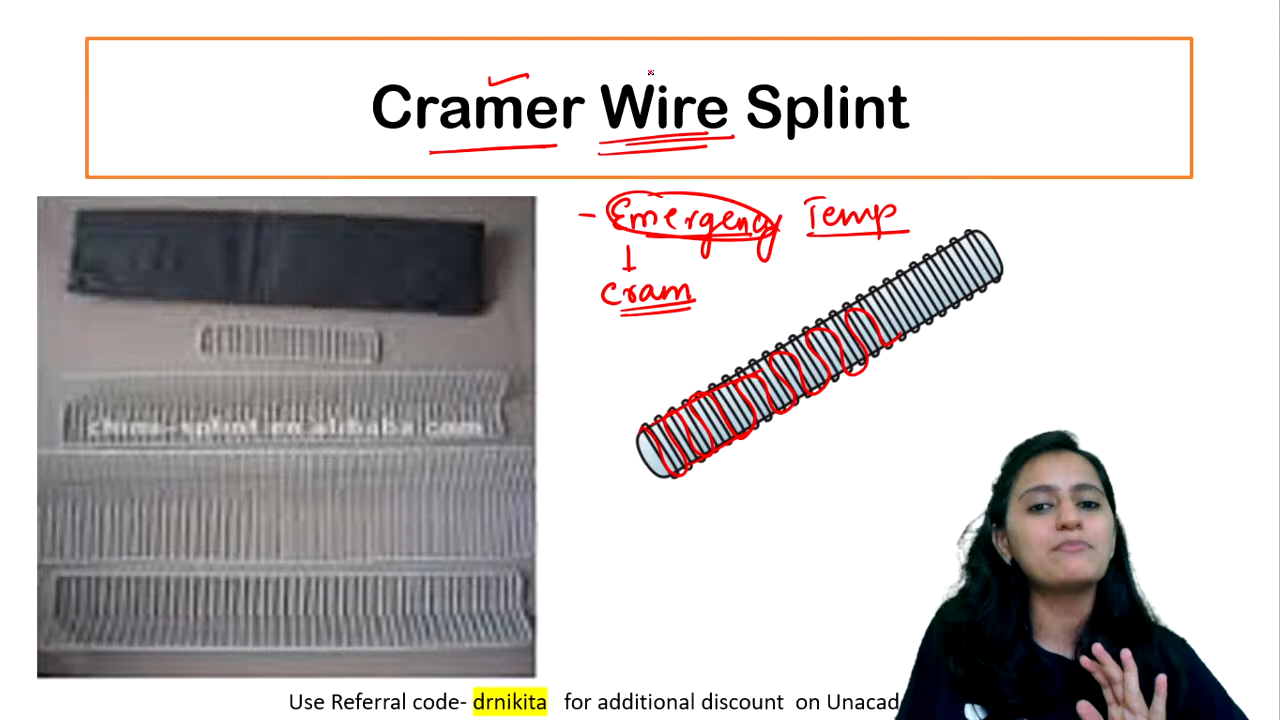 Cramer Wire Splint
- Emergency Temp
cram
china-splint.en.alibaba.com
Use Referral code- drnikita for additional discount on Unacad